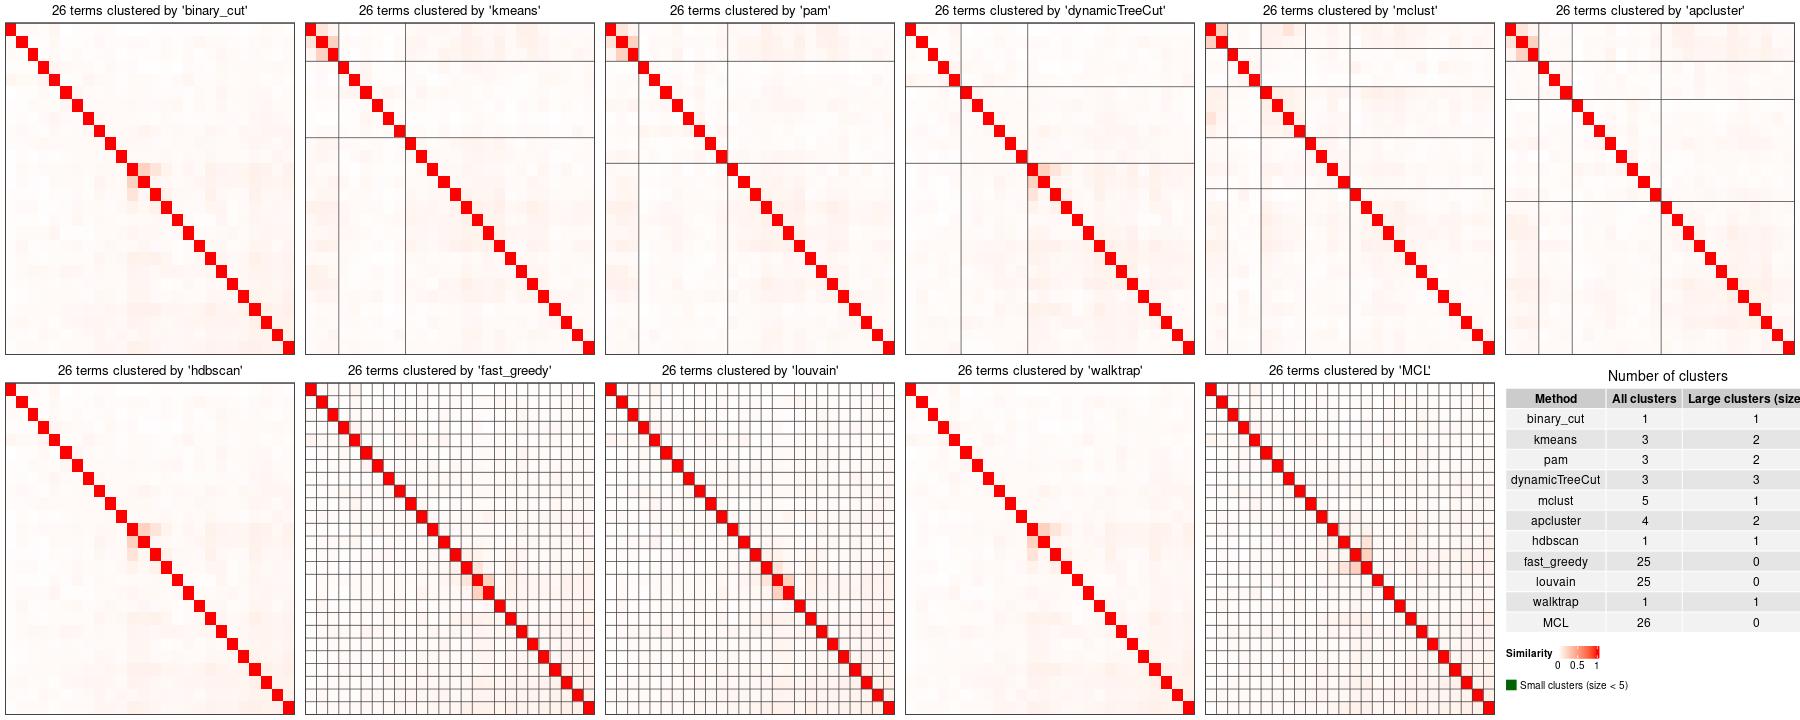 26 terms clustered by 'binary_cut'
26 terms clustered by 'kmeans'
26 terms clustered by 'pam'
26 terms clustered by 'dynamicTreeCut'
26 terms clustered by 'mclust'
26 terms clustered by 'apcluster'
26 terms clustered by 'hdbscan'
26 terms clustered by 'fast_greedy'
26 terms clustered by 'louvain'
26 terms clustered by 'walktrap'
26 terms clustered by 'MCL'
Number of clusters
Method All clusters Large clusters (size
binary_cut 1 1
kmeans 3 2
pam 3 2
dynamicTreeCut 3 3
mclust 5 1
apcluster 4 2
hdbscan 1 1
fast_greedy 25 0
louvain 25 0
walktrap 1 1
MCL 26 0
Similarity
0 0.5 1
Small clusters (size < 5)